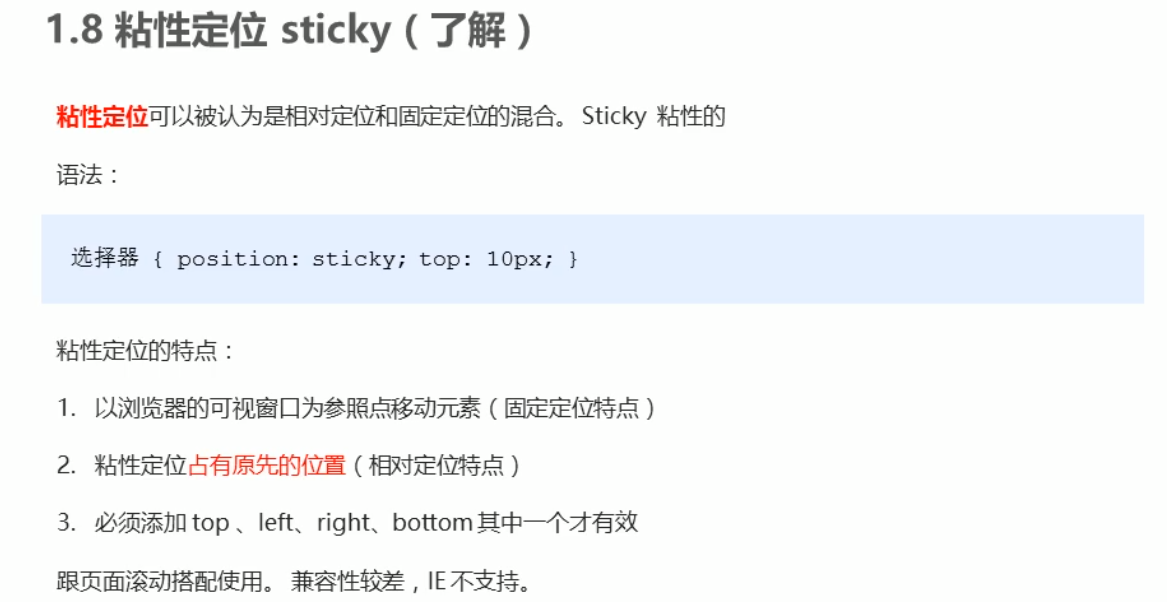 1.8 粘性定位 sticky（了解）
粘性定位可以被认为是相对定位和固定定位的混合。 Sticky 粘性的
语法：
选择器 { position: sticky; top: 10px; }
粘性定位的特点：
1. 以浏览器的可视窗口为参照点移动元素（固定定位特点）
2. 粘性定位占有原先的位置（相对定位特点）
3. 必须添加 top 、left、right、bottom 其中一个才有效
跟页面滚动搭配使用。 兼容性较差，IE 不支持。